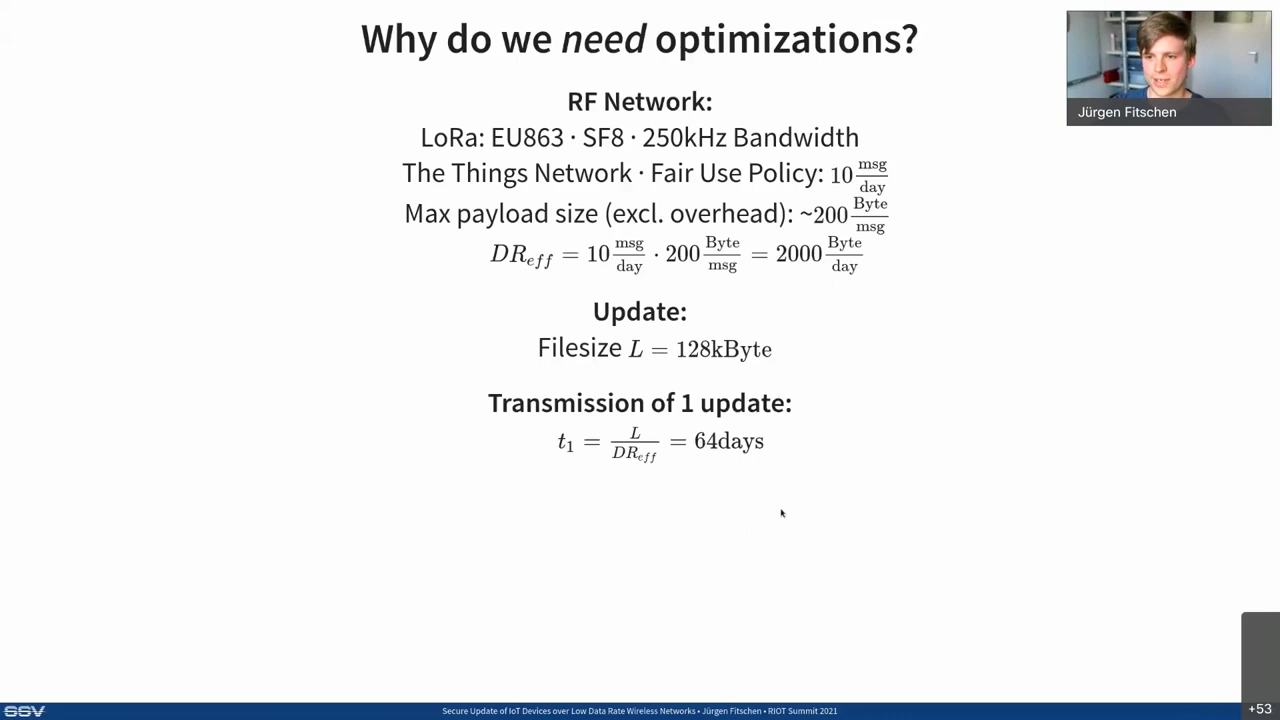 Why do we need optimizations?
Jürgen Fitschen
RF Network:
LoRa: EU863 · SF8 · 250kHz Bandwidth
The Things Network · Fair Use Policy: 10 msg/day
Max payload size (excl. overhead): ~200 Byte/msg
DR_eff = 10 msg/day · 200 Byte/msg = 2000 Byte/day
Update:
Filesize L = 128kByte
Transmission of 1 update:
t₁ = L/DR_eff = 64days
SSV
Secure Update of IoT Devices over Low Data Rate Wireless Networks • Jürgen Fitschen • RIOT Summit 2021
+53